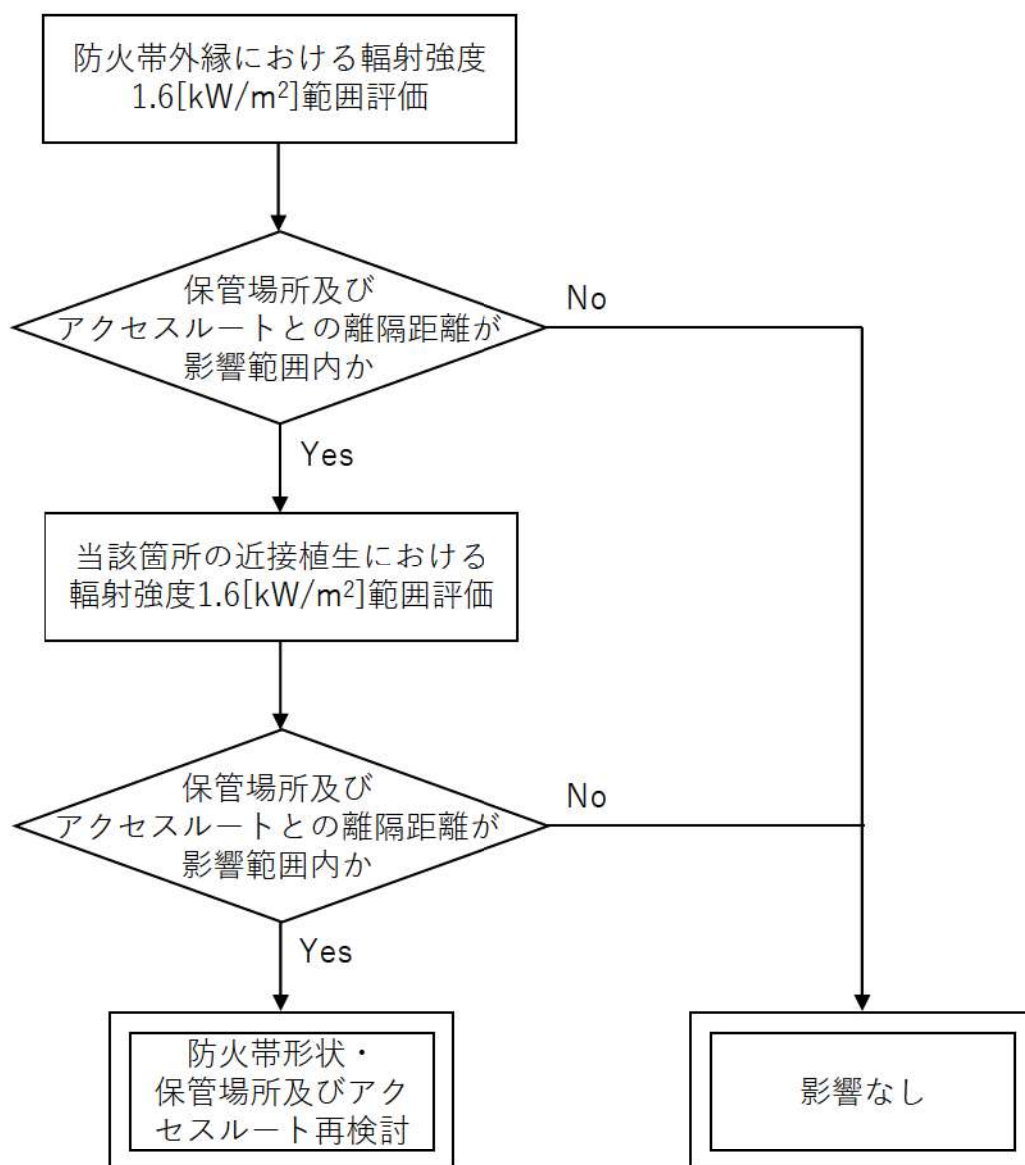 防火帯外縁における輻射強度
1.6[kW/m²]範囲評価
保管場所及び
アクセスルートとの離隔距離が
影響範囲内か
No
Yes
当該箇所の近接植生における
輻射強度1.6[kW/m²]範囲評価
保管場所及び
アクセスルートとの離隔距離が
影響範囲内か
No
Yes
防火帯形状・
保管場所及びアク
セスルート再検討
影響なし